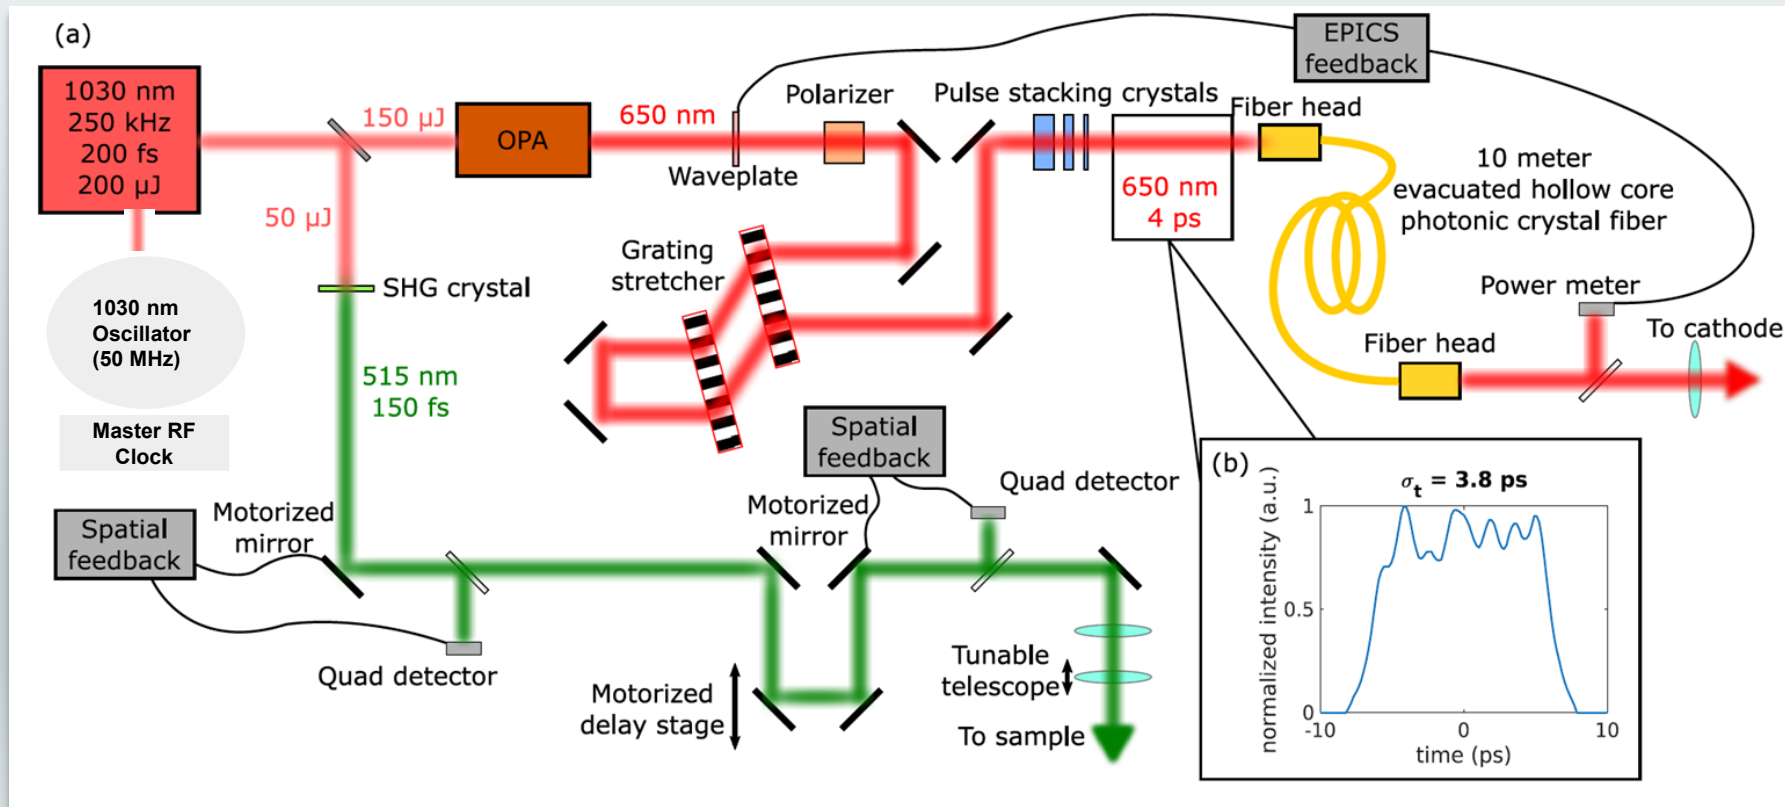 (a)
1030 nm
250 kHz
200 fs
200 µJ
150 µJ
OPA
650 nm
Waveplate
Polarizer
Pulse stacking crystals
EPICS
feedback
Fiber head
650 nm
4 ps
10 meter
evacuated hollow core
photonic crystal fiber
50 µJ
Grating
stretcher
SHG crystal
1030 nm
Oscillator
(50 MHz)
Master RF
Clock
515 nm
150 fs
Power meter
To cathode
Fiber head
Spatial
feedback
Motorized
mirror
Quad detector
Motorized
delay stage
Spatial
feedback
Motorized
mirror
Quad detector
Tunable
telescope
To sample
(b)
σt = 3.8 ps
normalized intensity (a.u.)
1
0.5
0
-10
0
10
time (ps)